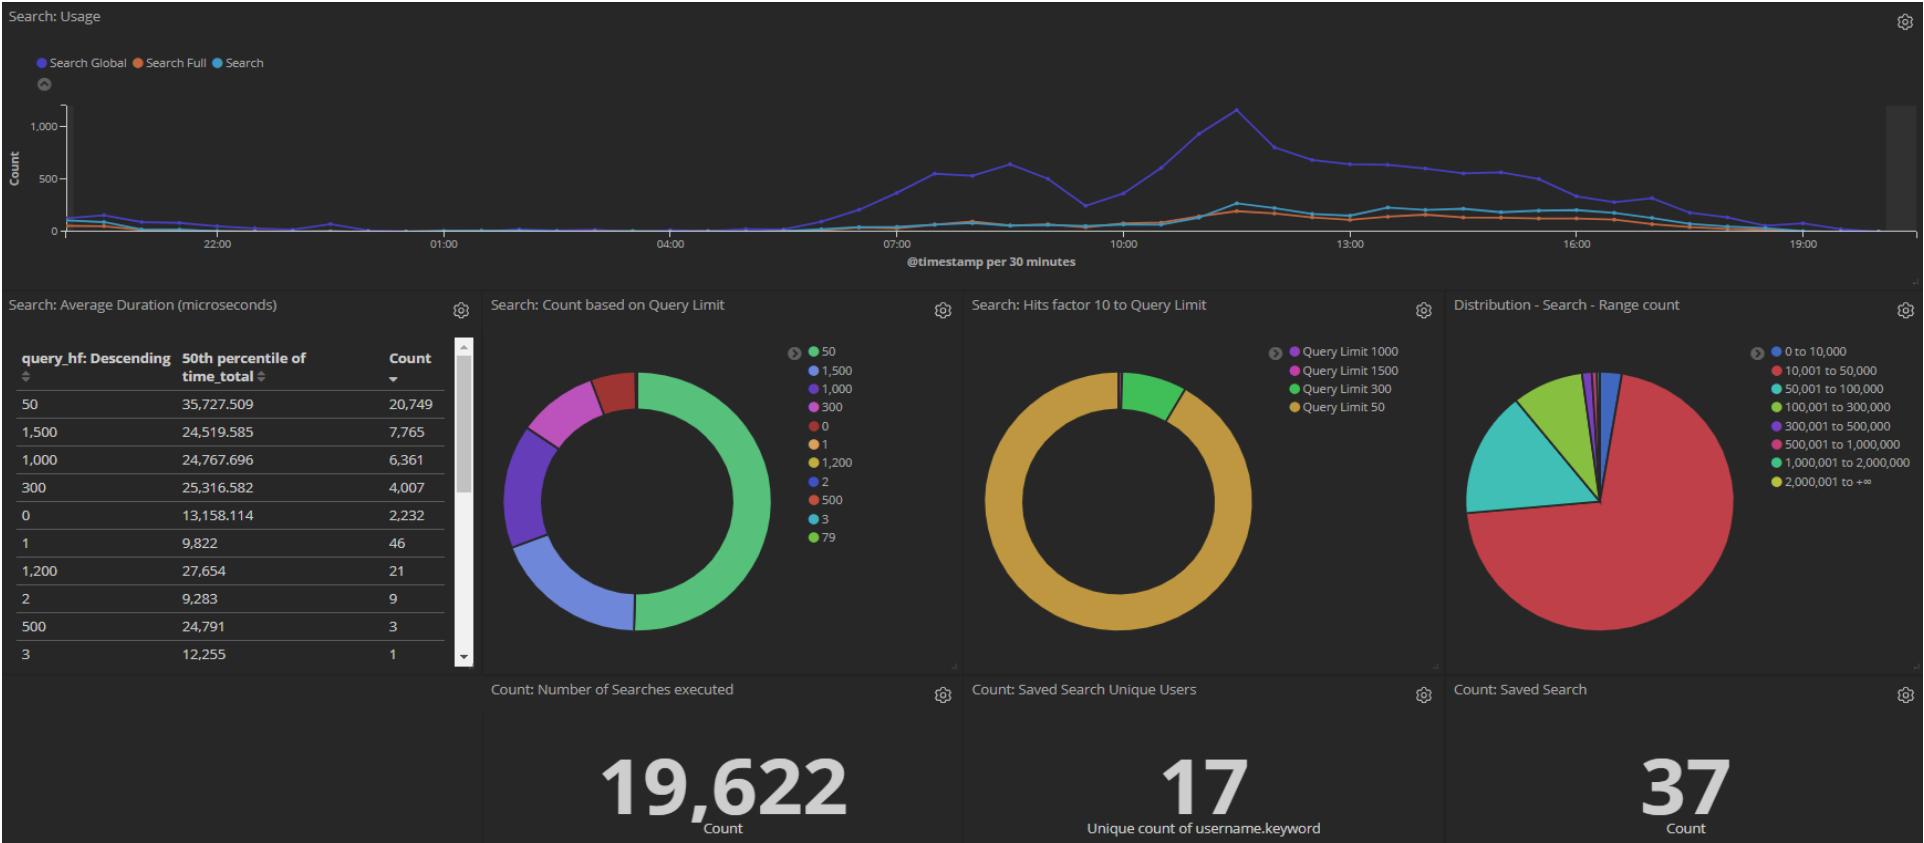 Search: Usage
Search Global Search Full Search
1,000
500
0
Count
22:00 01:00 04:00 07:00 10:00 13:00 16:00 19:00
@timestamp per 30 minutes
Search: Average Duration (microseconds)
query_hf: Descending 50th percentile of time_total Count
50 35,727.509 20,749
1,500 24,519.585 7,765
1,000 24,767.696 6,361
300 25,316.582 4,007
0 13,158.114 2,232
1 9,822 46
1,200 27,654 21
2 9,283 9
500 24,791 3
3 12,255 1
Search: Count based on Query Limit
50
1,500
1,000
300
0
1
1,200
2
500
3
79
Search: Hits factor 10 to Query Limit
Query Limit 1000
Query Limit 1500
Query Limit 300
Query Limit 50
Distribution - Search - Range count
0 to 10,000
10,001 to 50,000
50,001 to 100,000
100,001 to 300,000
300,001 to 500,000
500,001 to 1,000,000
1,000,001 to 2,000,000
2,000,001 to +∞
Count: Number of Searches executed
19,622
Count
Count: Saved Search Unique Users
17
Unique count of username.keyword
Count: Saved Search
37
Count